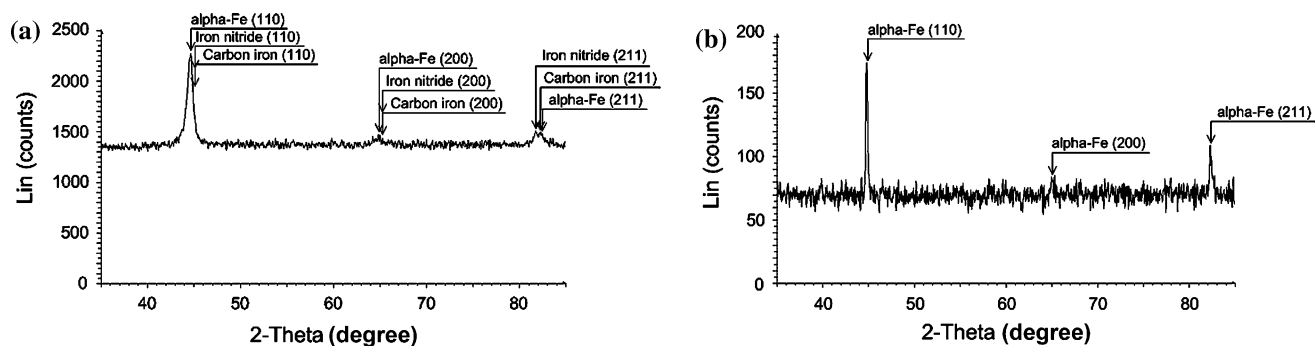 (a)
alpha-Fe (110)
Iron nitride (110)
Carbon iron (110)
alpha-Fe (200)
Iron nitride (200)
Carbon iron (200)
Iron nitride (211)
Carbon iron (211)
alpha-Fe (211)
2500
2000
1500
1000
500
0
Lin (counts)
40 50 60 70 80
2-Theta (degree)
(b)
alpha-Fe (110)
alpha-Fe (200)
alpha-Fe (211)
200
150
100
50
0
Lin (counts)
40 50 60 70 80
2-Theta (degree)